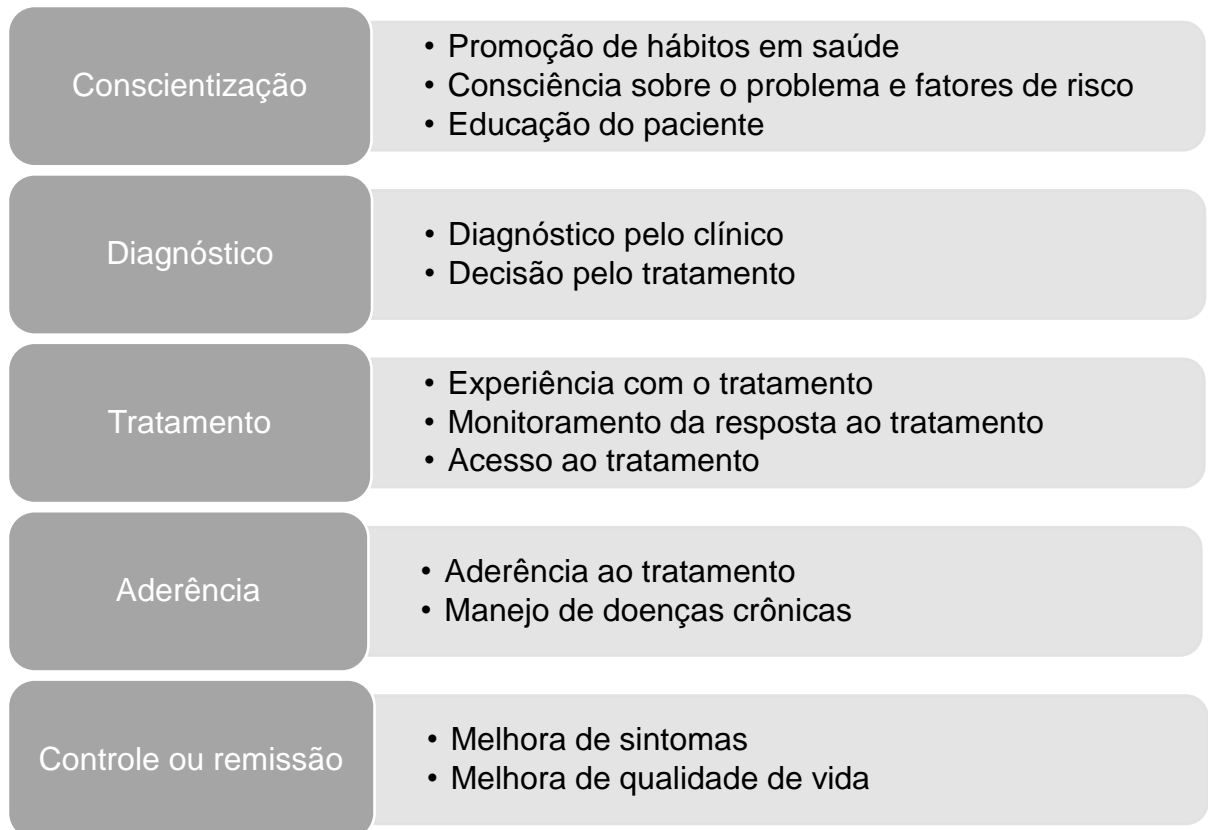 Conscientização
• Promoção de hábitos em saúde
• Consciência sobre o problema e fatores de risco
• Educação do paciente
Diagnóstico
• Diagnóstico pelo clínico
• Decisão pelo tratamento
Tratamento
• Experiência com o tratamento
• Monitoramento da resposta ao tratamento
• Acesso ao tratamento
Aderência
• Aderência ao tratamento
• Manejo de doenças crônicas
Controle ou remissão
• Melhora de sintomas
• Melhora de qualidade de vida